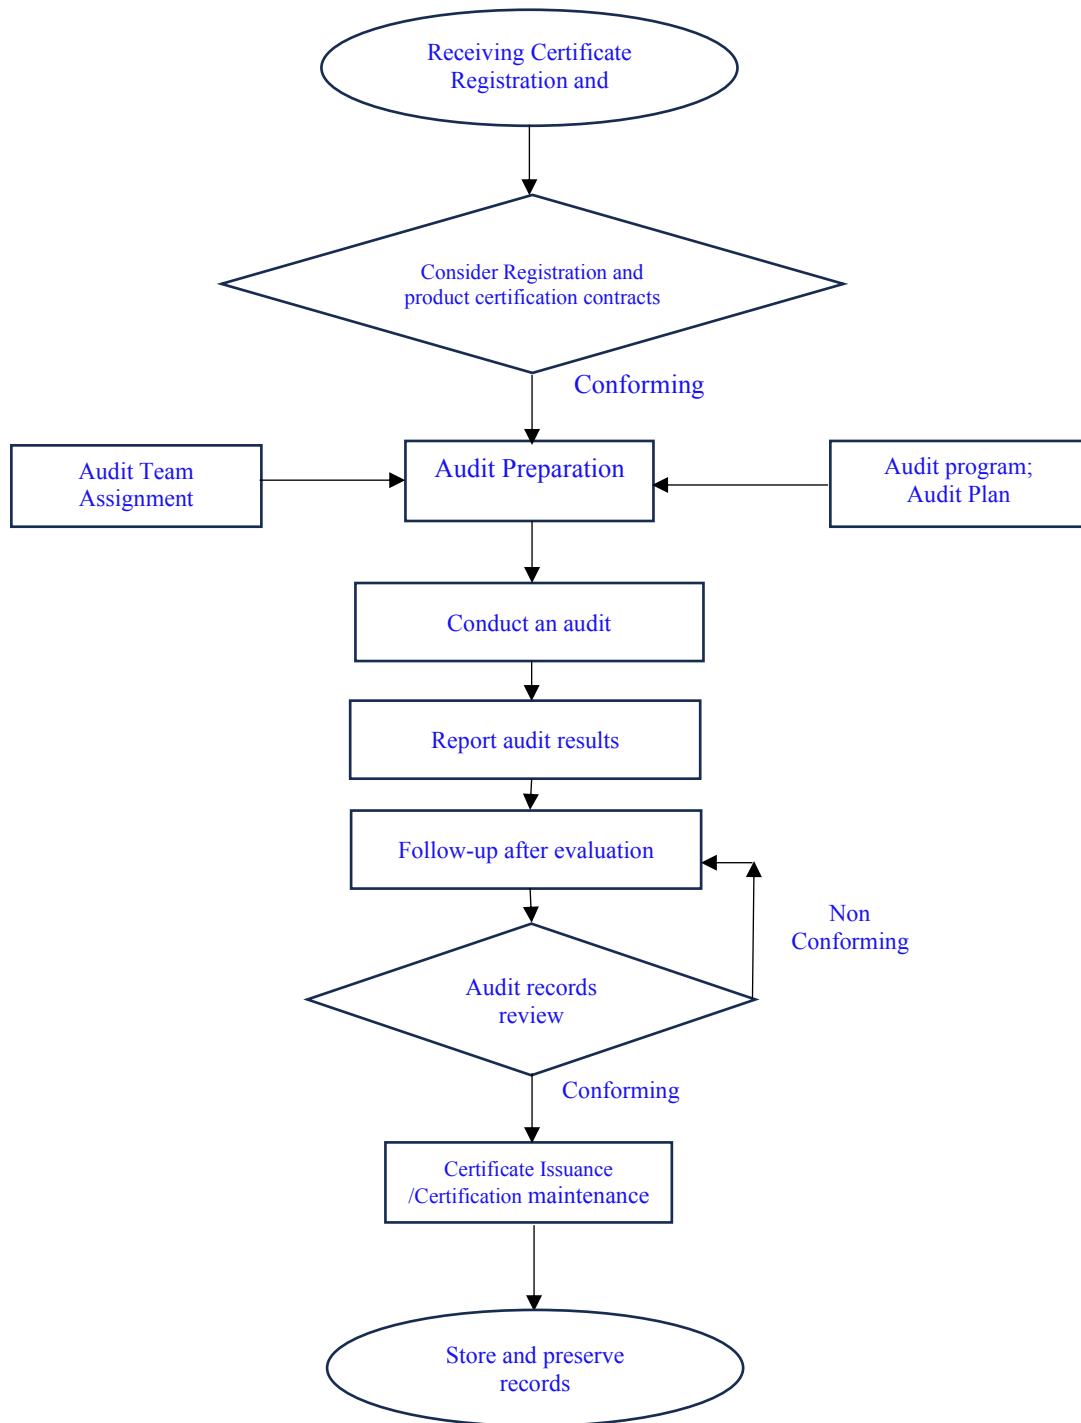 Receiving Certificate
Registration and
Consider Registration and
product certification contracts
Conforming
Audit Team
Assignment
Audit Preparation
Audit program;
Audit Plan
Conduct an audit
Report audit results
Follow-up after evaluation
Non
Conforming
Audit records
review
Conforming
Certificate Issuance
/Certification maintenance
Store and preserve
records